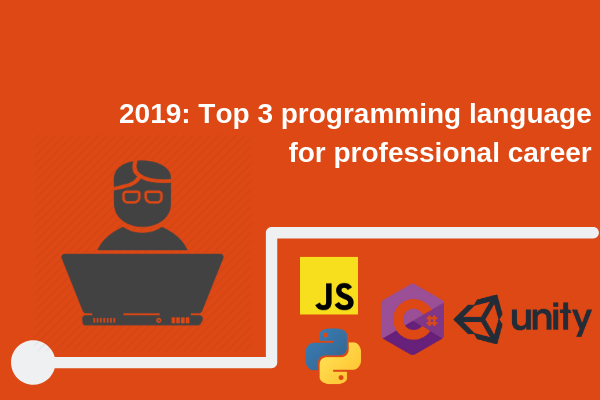 2019: Top 3 programming language
for professional career
JS
C#
unity